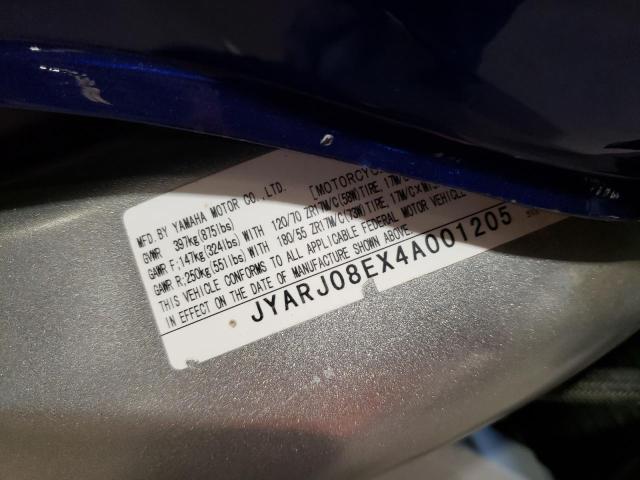 MFD.BY YAMAHA MOTOR CO.,LTD. [MOTORCYC
GVWR 397kg(875lbs)
GAWR F;147kg(324lbs)WITH 120/70 ZR17M/C(58W)TIRE, 17M/
GAWR R;250kg(551lbs)WITH 180/55 ZR17M/C(73W)TIRE, 17M/C×MT5
THIS VEHICLE CONFORMS TO ALL APPLICABLE FEDERAL MOTOR VEHICLE
IN EFFECT ON THE DATE OF MANUFACTURE SHOWN ABOVE
JYARJ08EX4A001205